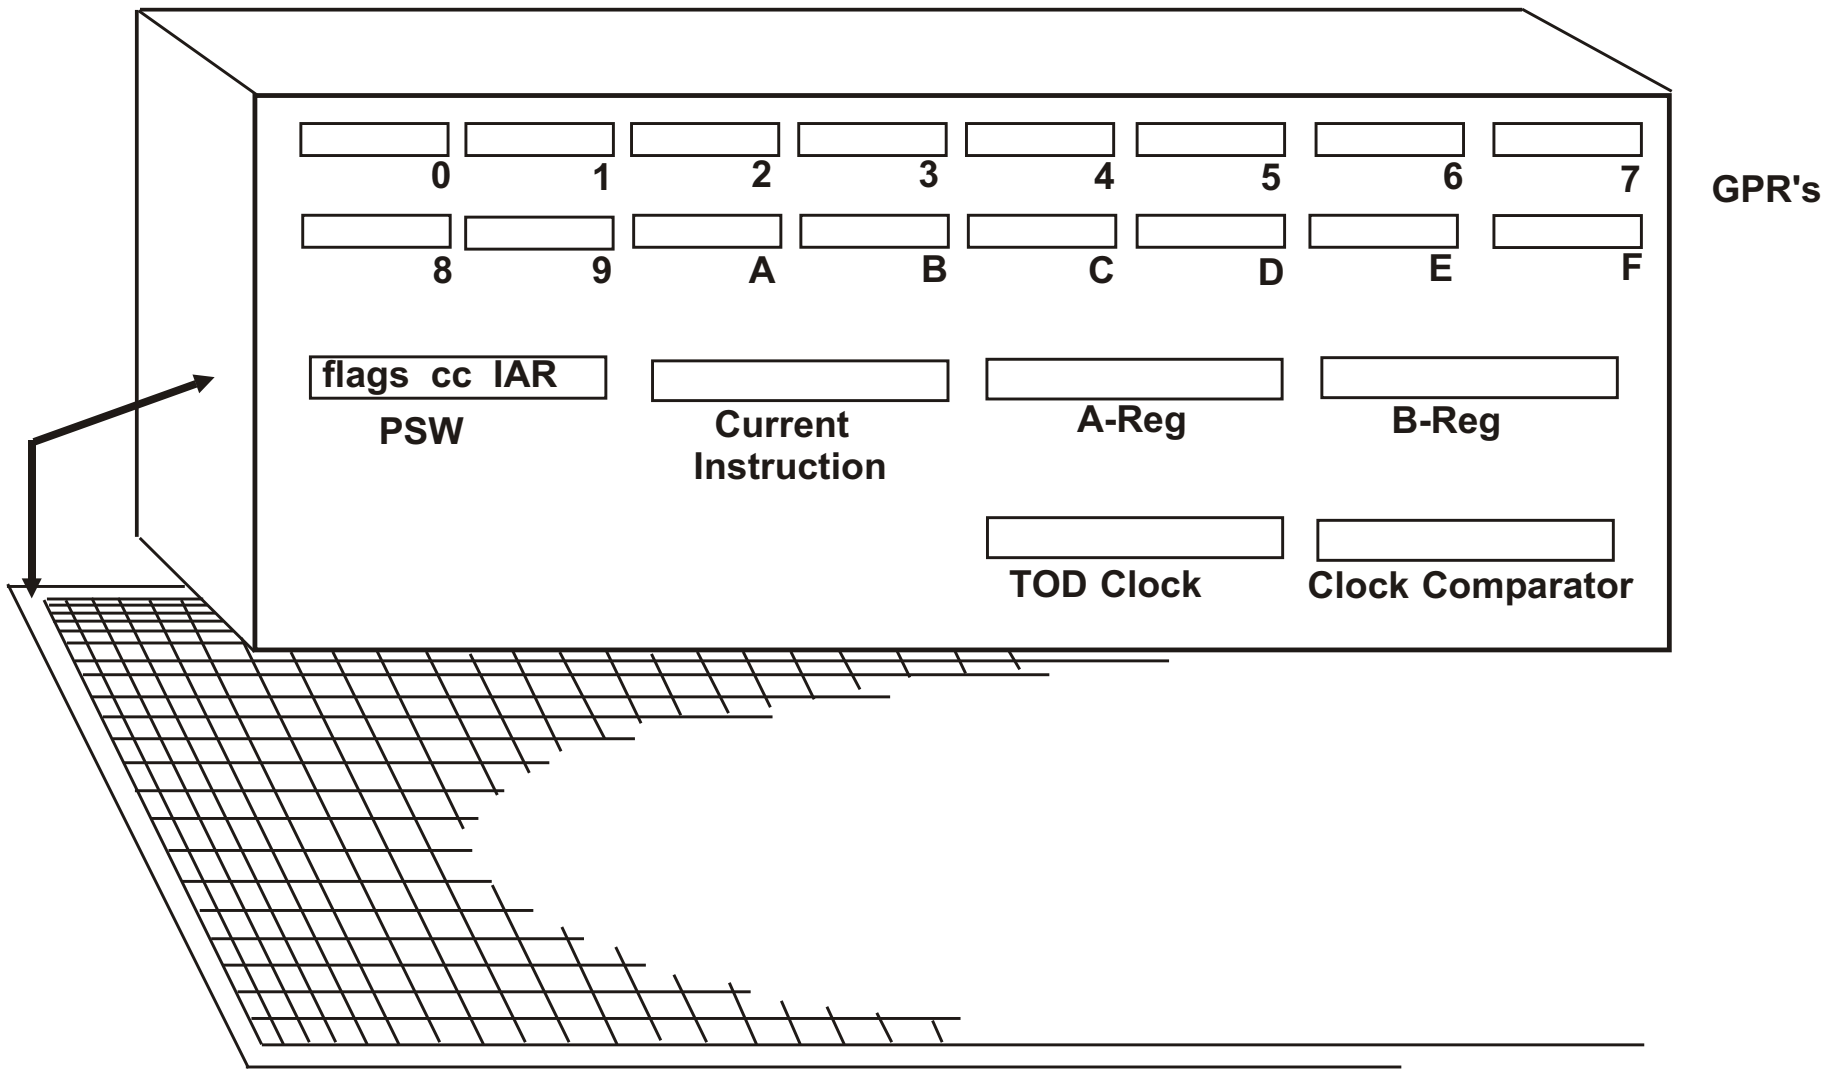 0 1 2 3 4 5 6 7
GPR's
8 9 A B C D E F
flags cc IAR
PSW
Current
Instruction
A-Reg
B-Reg
TOD Clock
Clock Comparator